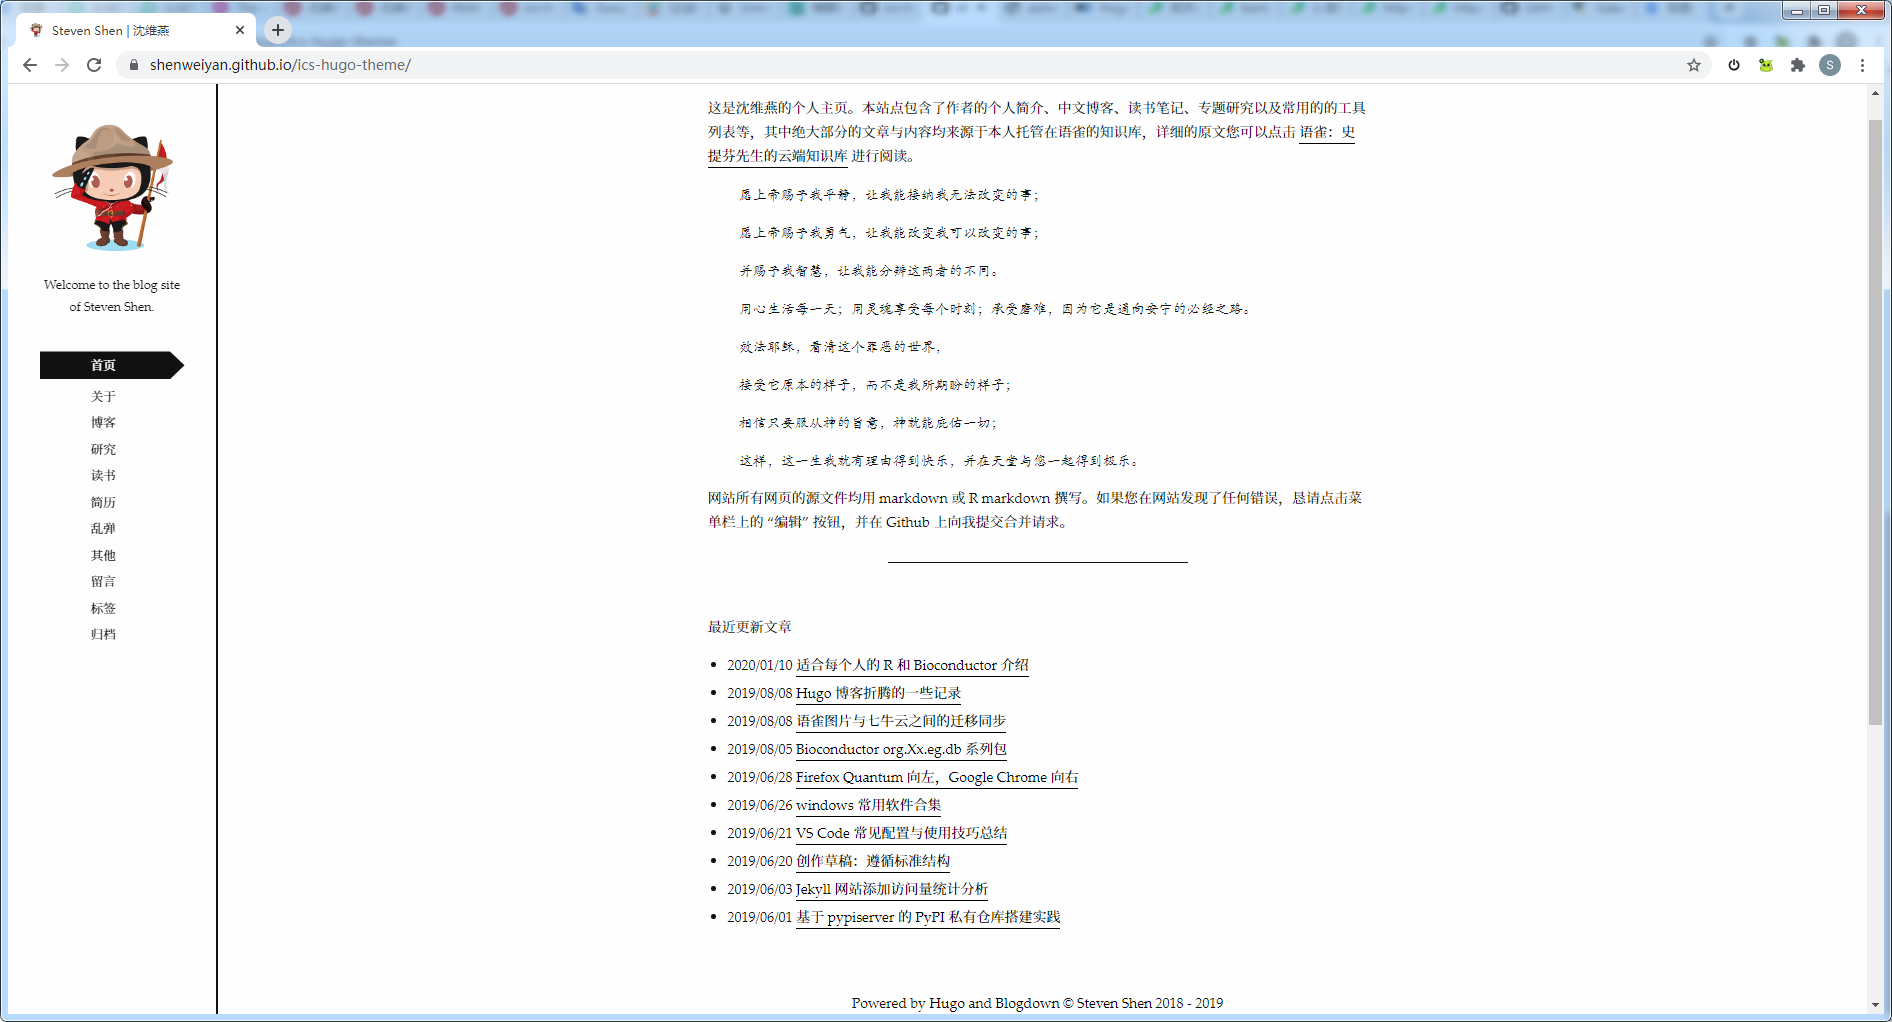 Steven Shen | 沈维燕
shenweiyan.github.io/ics-hugo-theme/
S
Welcome to the blog site
of Steven Shen.
首页
关于
博客
研究
读书
简历
乱弹
其他
留言
标签
归档
这是沈维燕的个人主页。本站点包含了作者的个人简介、中文博客、读书笔记、专题研究以及常用的的工具
列表等，其中绝大部分的文章与内容均来源于本人托管在语雀的知识库，详细的原文您可以点击 语雀：史
提芬先生的云端知识库 进行阅读。
愿上帝赐予我平静，让我能接纳我无法改变的事；
愿上帝赐予我勇气，让我能改变我可以改变的事；
并赐予我智慧，让我能分辨这两者的不同。
用心生活每一天；用灵魂享受每个时刻；承受磨难，因为它是通向安宁的必经之路。
效法耶稣，看清这个罪恶的世界，
接受它原本的样子，而不是我所期盼的样子；
相信只要服从神的旨意，神就能庇佑一切；
这样，这一生我就有理由得到快乐，并在天堂与您一起得到极乐。
网站所有网页的源文件均用 markdown 或 R markdown 撰写。如果您在网站发现了任何错误，恳请点击菜
单栏上的 “编辑” 按钮，并在 Github 上向我提交合并请求。
最近更新文章
2020/01/10 适合每个人的 R 和 Bioconductor 介绍
2019/08/08 Hugo 博客折腾的一些记录
2019/08/08 语雀图片与七牛云之间的迁移同步
2019/08/05 Bioconductor org.Xx.eg.db 系列包
2019/06/28 Firefox Quantum 向左，Google Chrome 向右
2019/06/26 windows 常用软件合集
2019/06/21 VS Code 常见配置与使用技巧总结
2019/06/20 创作草稿：遵循标准结构
2019/06/03 Jekyll 网站添加访问量统计分析
2019/06/01 基于 pypiserver 的 PyPI 私有仓库搭建实践
Powered by Hugo and Blogdown © Steven Shen 2018 - 2019